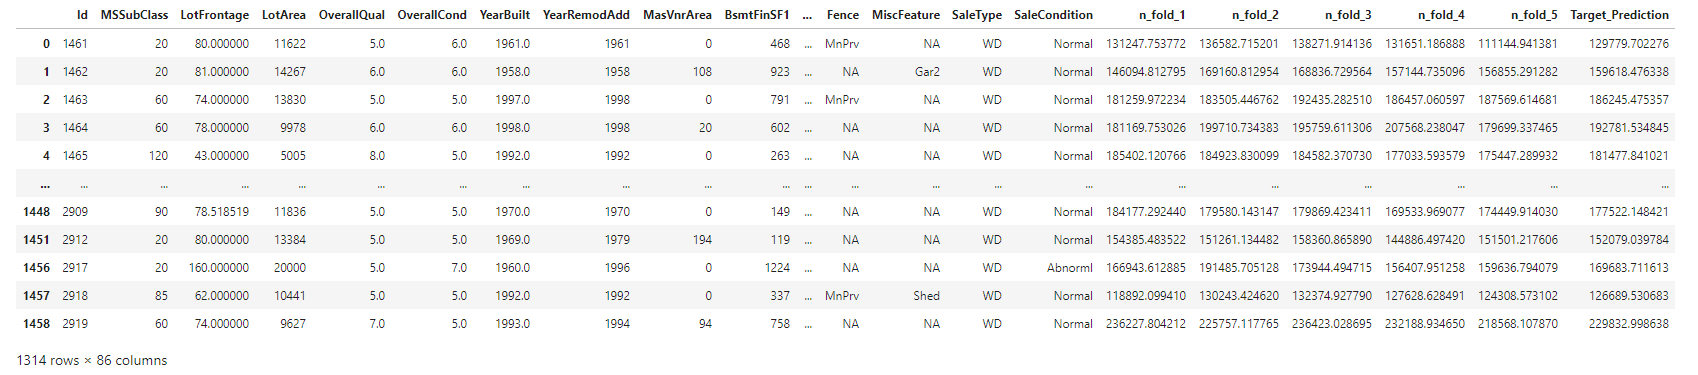 Id MSSubClass LotFrontage LotArea OverallQual OverallCond YearBuilt YearRemodAdd MasVnrArea BsmtFinSF1 ... Fence MiscFeature SaleType SaleCondition n_fold_1 n_fold_2 n_fold_3 n_fold_4 n_fold_5 Target_Prediction
0 1461 20 80.000000 11622 5.0 6.0 1961.0 1961 0 468 ... MnPrv NA WD Normal 131247.753772 136582.715201 138271.914136 131651.186888 111144.941381 129779.702276
1 1462 20 81.000000 14267 6.0 6.0 1958.0 1958 108 923 ... NA Gar2 WD Normal 146094.812795 169160.812954 168836.729564 157144.735096 156855.291282 159618.476338
2 1463 60 74.000000 13830 5.0 5.0 1997.0 1998 0 791 ... MnPrv NA WD Normal 181259.972234 183505.446762 192435.282510 186457.060597 187569.614681 186245.475357
3 1464 60 78.000000 9978 6.0 6.0 1998.0 1998 20 602 ... NA NA WD Normal 181169.753026 199710.734383 195759.611306 207568.238047 179699.337465 192781.534845
4 1465 120 43.000000 5005 8.0 5.0 1992.0 1992 0 263 ... NA NA WD Normal 185402.120766 184923.830099 184582.370730 177033.593579 175447.289932 181477.841021
... ... ... ... ... ... ... ... ... ... ... ... ... ... ... ... ... ... ... ... ... ...
1448 2909 90 78.518519 11836 5.0 5.0 1970.0 1970 0 149 ... NA NA WD Normal 184177.292440 179580.143147 179869.423411 169533.969077 174449.914030 177522.148421
1451 2912 20 80.000000 13384 5.0 5.0 1969.0 1979 194 119 ... NA NA WD Normal 154385.483522 151261.134482 158360.865890 144886.497420 151501.217606 152079.039784
1456 2917 20 160.000000 20000 5.0 7.0 1960.0 1996 0 1224 ... NA NA WD Abnorml 166943.612885 191485.705128 173944.494715 156407.951258 159636.794079 169683.711613
1457 2918 85 62.000000 10441 5.0 5.0 1992.0 1992 0 337 ... MnPrv Shed WD Normal 118892.099410 130243.424620 132374.927790 127628.628491 124308.573102 126689.530683
1458 2919 60 74.000000 9627 7.0 5.0 1993.0 1994 94 758 ... NA NA WD Normal 236227.804212 225757.117765 236423.028695 232188.934650 218568.107870 229832.998638
1314 rows × 86 columns